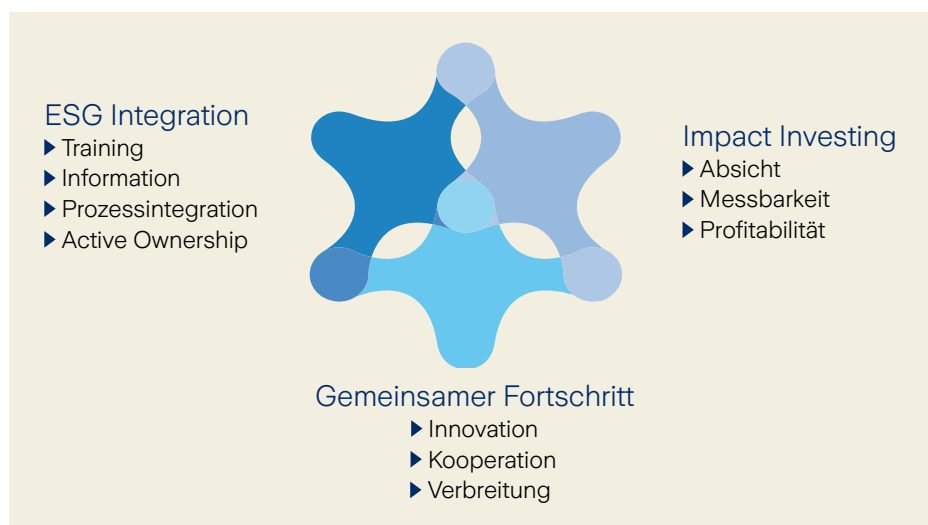 ESG Integration
Training
Information
Prozessintegration
Active Ownership
Impact Investing
Absicht
Messbarkeit
Profitabilität
Gemeinsamer Fortschritt
Innovation
Kooperation
Verbreitung